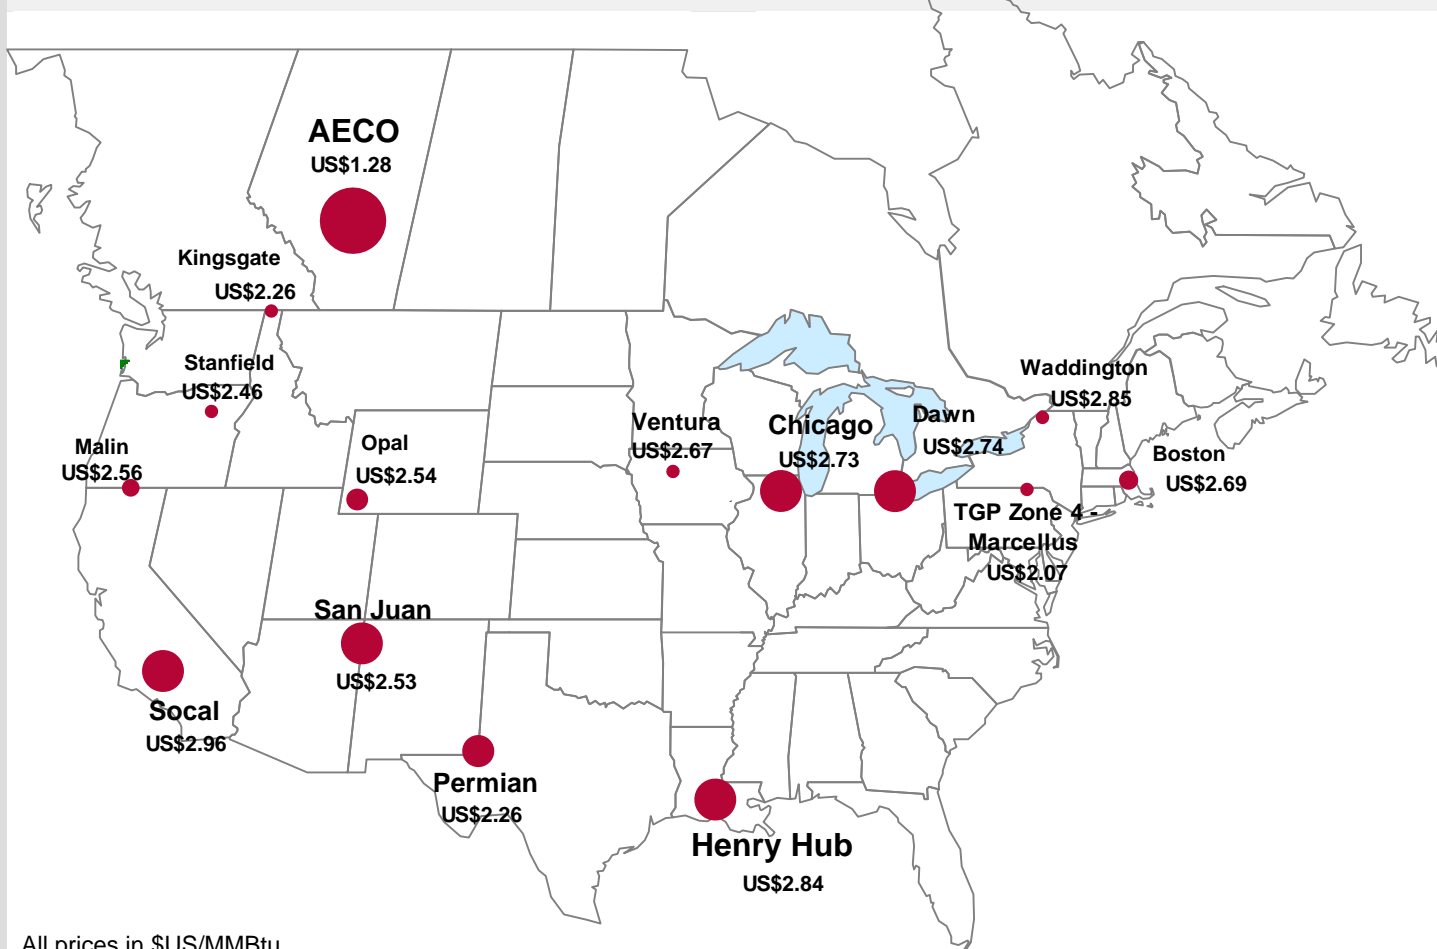 AECO
US$1.28
Kingsgate
US$2.26
Stanfield
US$2.46
Malin
US$2.56
Opal
US$2.54
Ventura
US$2.67
Chicago
US$2.73
Dawn
US$2.74
Waddington
US$2.85
Boston
US$2.69
TGP Zone 4 -
Marcellus
US$2.07
San Juan
US$2.53
Socal
US$2.96
Permian
US$2.26
Henry Hub
US$2.84
All prices in $US/MMBtu